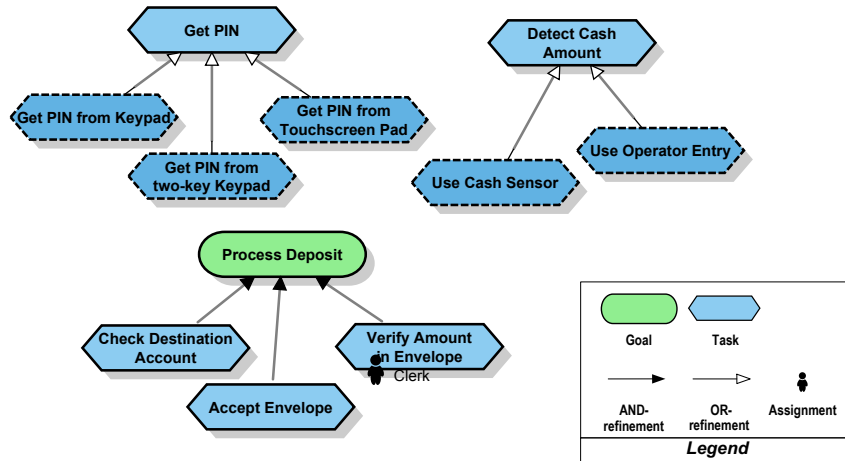 Get PIN
Detect Cash
Amount
Get PIN from Keypad
Get PIN from
Touchscreen Pad
Get PIN from
two-key Keypad
Use Operator Entry
Use Cash Sensor
Process Deposit
Check Destination
Account
Verify Amount
in Envelope
Clerk
Accept Envelope
Goal
Task
AND-
refinement
OR-
refinement
Assignment
Legend